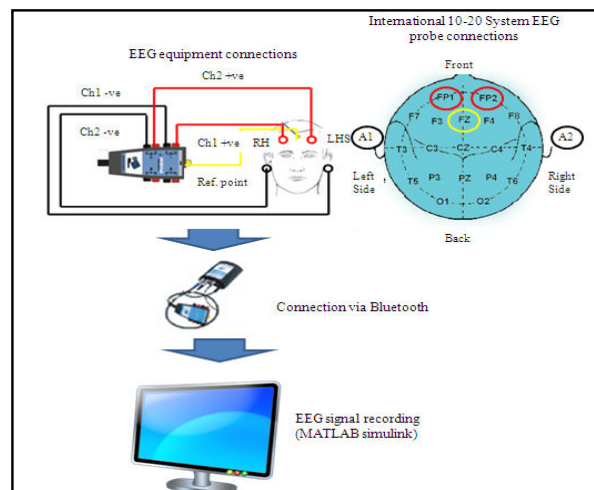 International 10-20 System EEG
probe connections
EEG equipment connections
Front
Ch2 +ve
Ch1 -ve
Ch2 -ve
Ch1 +ve
RH
LHS
Ref. point
FP1
FP2
F7
F3
FZ
F4
F8
A1
A2
T3
C3
CZ
C4
T4
Left
Side
Right
Side
T5
P3
PZ
P4
T6
O1
O2
Back
Connection via Bluetooth
EEG signal recording
(MATLAB simulink)